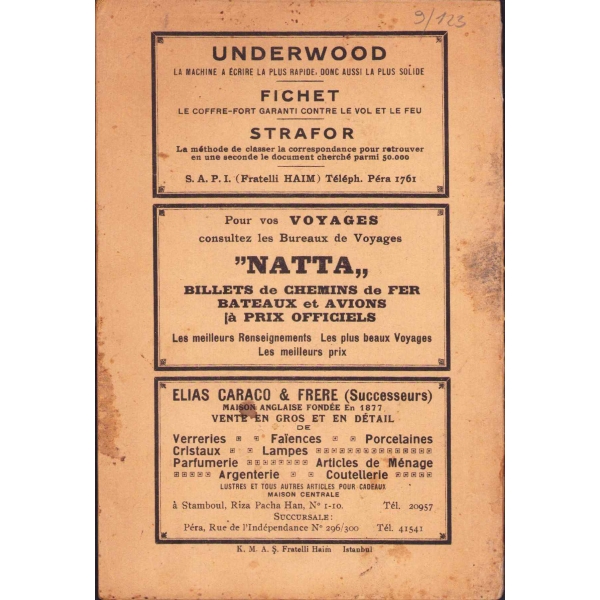 9/123
UNDERWOOD
LA MACHINE A ÉCRIRE LA PLUS RAPIDE, DONC AUSSI LA PLUS SOLIDE
FICHET
LE COFFRE-FORT GARANTI CONTRE LE VOL ET LE FEU
STRAFOR
La méthode de classer la correspondance pour retrouver
en une seconde le document cherché parmi 50.000
S. A. P. I. (Fratelli HAIM) Téléph. Péra 1761
Pour vos VOYAGES
consultez les Bureaux de Voyages
”NATTA„
BILLETS de CHEMINS de FER
BATEAUX et AVIONS
à PRIX OFFICIELS
Les meilleurs Renseignements Les plus beaux Voyages
Les meilleurs prix
ELIAS CARACO & FRERE (Successeurs)
MAISON ANGLAISE FONDÉE En 1877
VENTE EN GROS ET EN DÉTAIL
DE
Verreries Faïences Porcelaines
Cristaux Lampes
Parfumerie Articles de Ménage
Argenterie Coutellerie
LUSTRES ET TOUS AUTRES ARTICLES POUR CADEAUX
MAISON CENTRALE
à Stamboul, Riza Pacha Han, Nº 1-10. Tél. 20957
SUCCURSALE:
Péra, Rue de l'Indépendance Nº 296/300 Tél. 41541
K. M. A. Ş. Fratelli Haim Istanbul